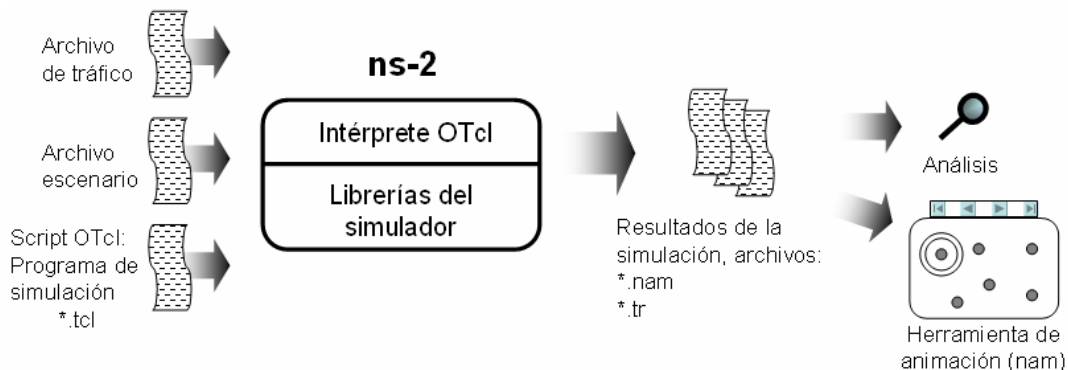 Archivo
de tráfico
ns-2
Intérprete OTcl
Archivo
escenario
Librerías del
simulador
Script OTcl:
Programa de
simulación
*.tcl
Resultados de la
simulación, archivos:
*.nam
*.tr
Análisis
Herramienta de
animación (nam)